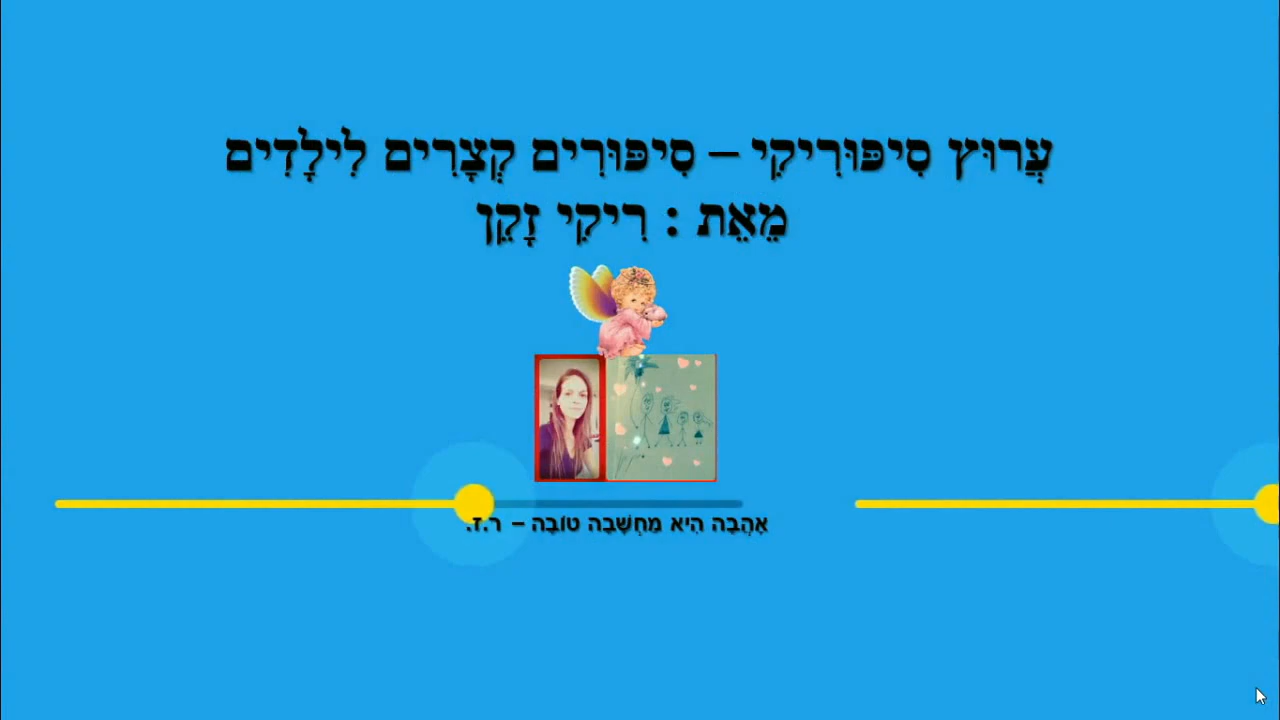 עֲרוּץ סִיפּוּרִיקִי – סִיפּוּרִים קְצָרִים לִילָדִים
מֵאֵת : רִיקִי זָקֵן
אַהֲבָה הִיא מַחְשָׁבָה טוֹבָה – ר.ז.